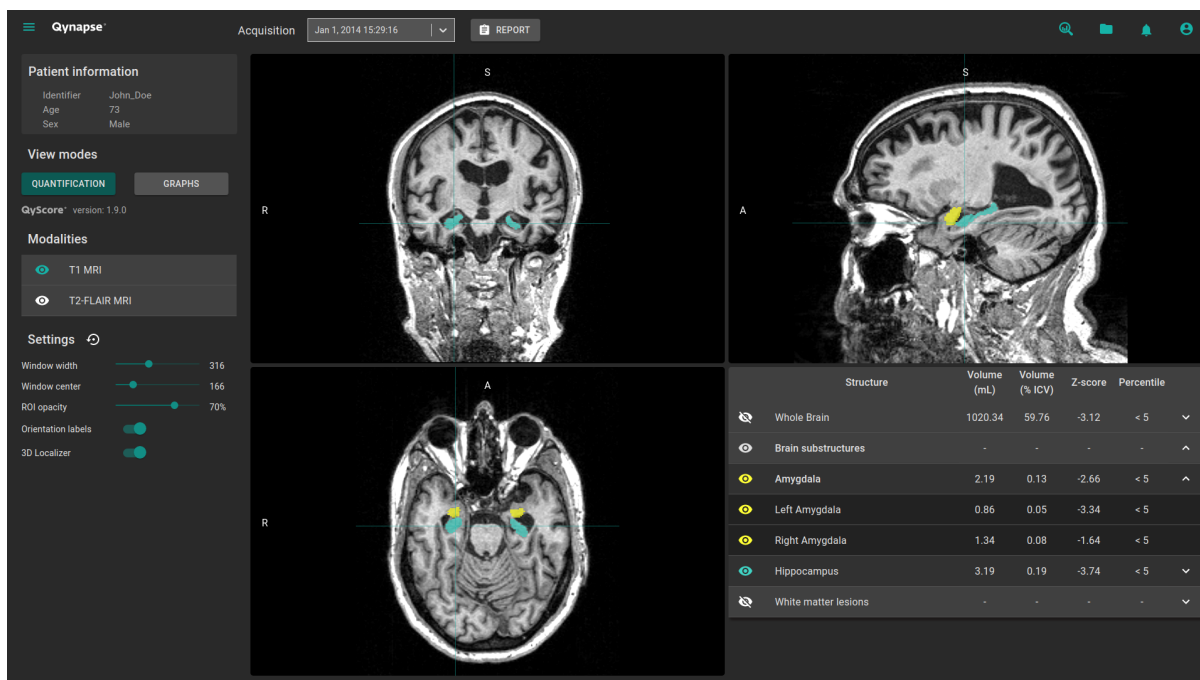 Qynapse
Acquisition Jan 1, 2014 15:29:16 REPORT
Patient information
Identifier John_Doe
Age 73
Sex Male
View modes
QUANTIFICATION GRAPHS
QyScore version: 1.9.0
Modalities
T1 MRI
T2-FLAIR MRI
Settings
Window width 316
Window center 166
ROI opacity 70%
Orientation labels
3D Localizer
S
R
S
A
A
R
Structure Volume (mL) Volume (% ICV) Z-score Percentile
Whole Brain 1020.34 59.76 -3.12 < 5
Brain substructures - - - -
Amygdala 2.19 0.13 -2.66 < 5
Left Amygdala 0.86 0.05 -3.34 < 5
Right Amygdala 1.34 0.08 -1.64 < 5
Hippocampus 3.19 0.19 -3.74 < 5
White matter lesions - - - -